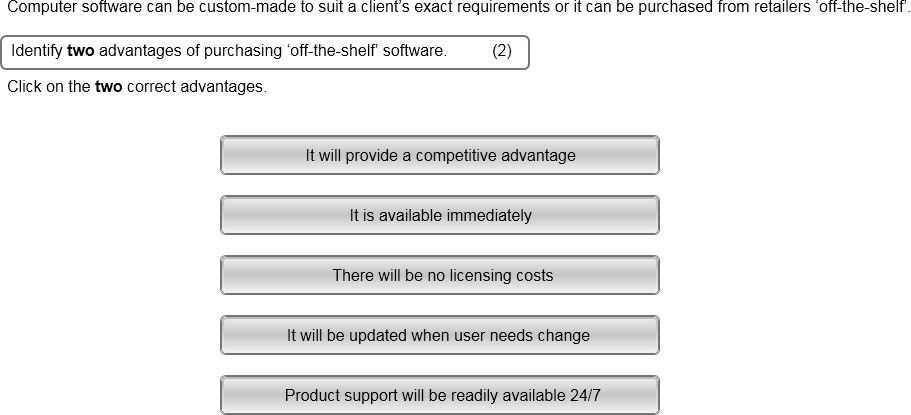 Computer software can be custom-made to suit a client's exact requirements or it can be purchased from retailers 'off-the-shelf'.
Identify two advantages of purchasing 'off-the-shelf' software. (2)
Click on the two correct advantages.
It will provide a competitive advantage
It is available immediately
There will be no licensing costs
It will be updated when user needs change
Product support will be readily available 24/7